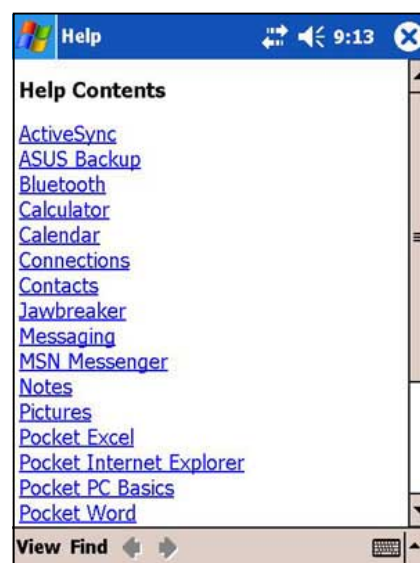 Help 9:13
Help Contents
ActiveSync
ASUS Backup
Bluetooth
Calculator
Calendar
Connections
Contacts
Jawbreaker
Messaging
MSN Messenger
Notes
Pictures
Pocket Excel
Pocket Internet Explorer
Pocket PC Basics
Pocket Word
View Find